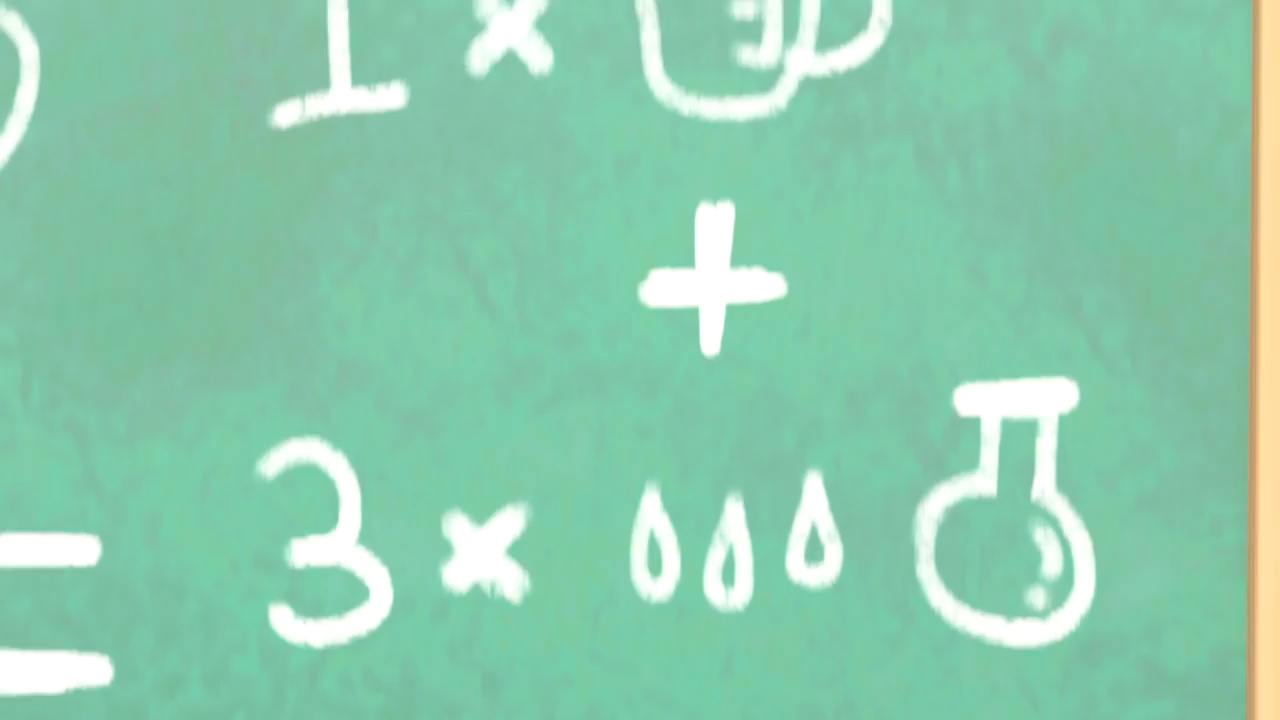 1 ×
+
= 3 ×